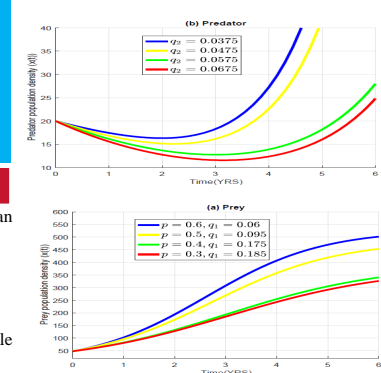 (b) Predator
40
35
30
25
20
15
10
Predator population density (x(t))
q₂ = 0.0375
q₂ = 0.0475
q₂ = 0.0575
q₂ = 0.0675
0 1 2 3 4 5 6
Time(YRS)
an
(a) Prey
600
550
500
450
400
350
300
250
200
150
100
50
Prey population density (x(t))
p = 0.6, q₁ = 0.06
p = 0.5, q₁ = 0.095
p = 0.4, q₁ = 0.175
p = 0.3, q₁ = 0.185
le
0 1 2 3 4 5 6
Time(YRS)